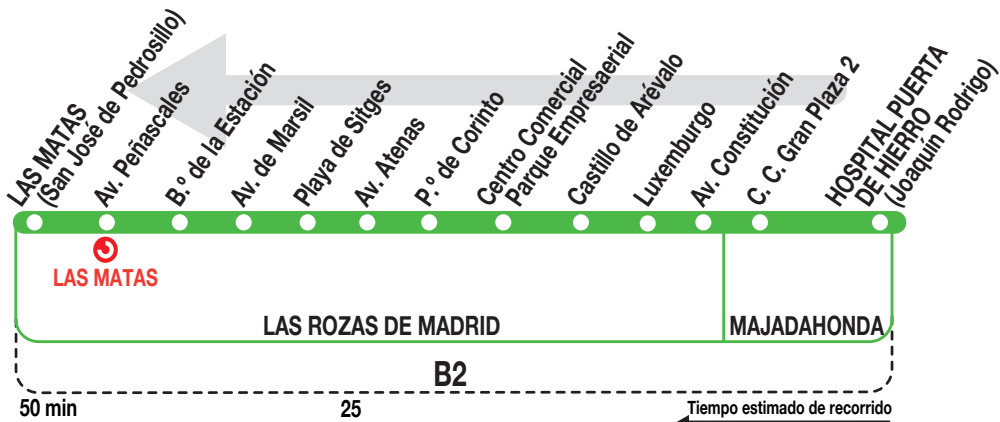 LAS MATAS
(San José de Pedrosillo)
Av. Peñascales
B.º de la Estación
Av. de Marsil
Playa de Sitges
Av. Atenas
P.º de Corinto
Centro Comercial
Parque Empresaerial
Castillo de Arévalo
Luxemburgo
Av. Constitución
C. C. Gran Plaza 2
HOSPITAL PUERTA
DE HIERRO
(Joaquín Rodrigo)
LAS MATAS
LAS ROZAS DE MADRID
MAJADAHONDA
B2
50 min
25
Tiempo estimado de recorrido